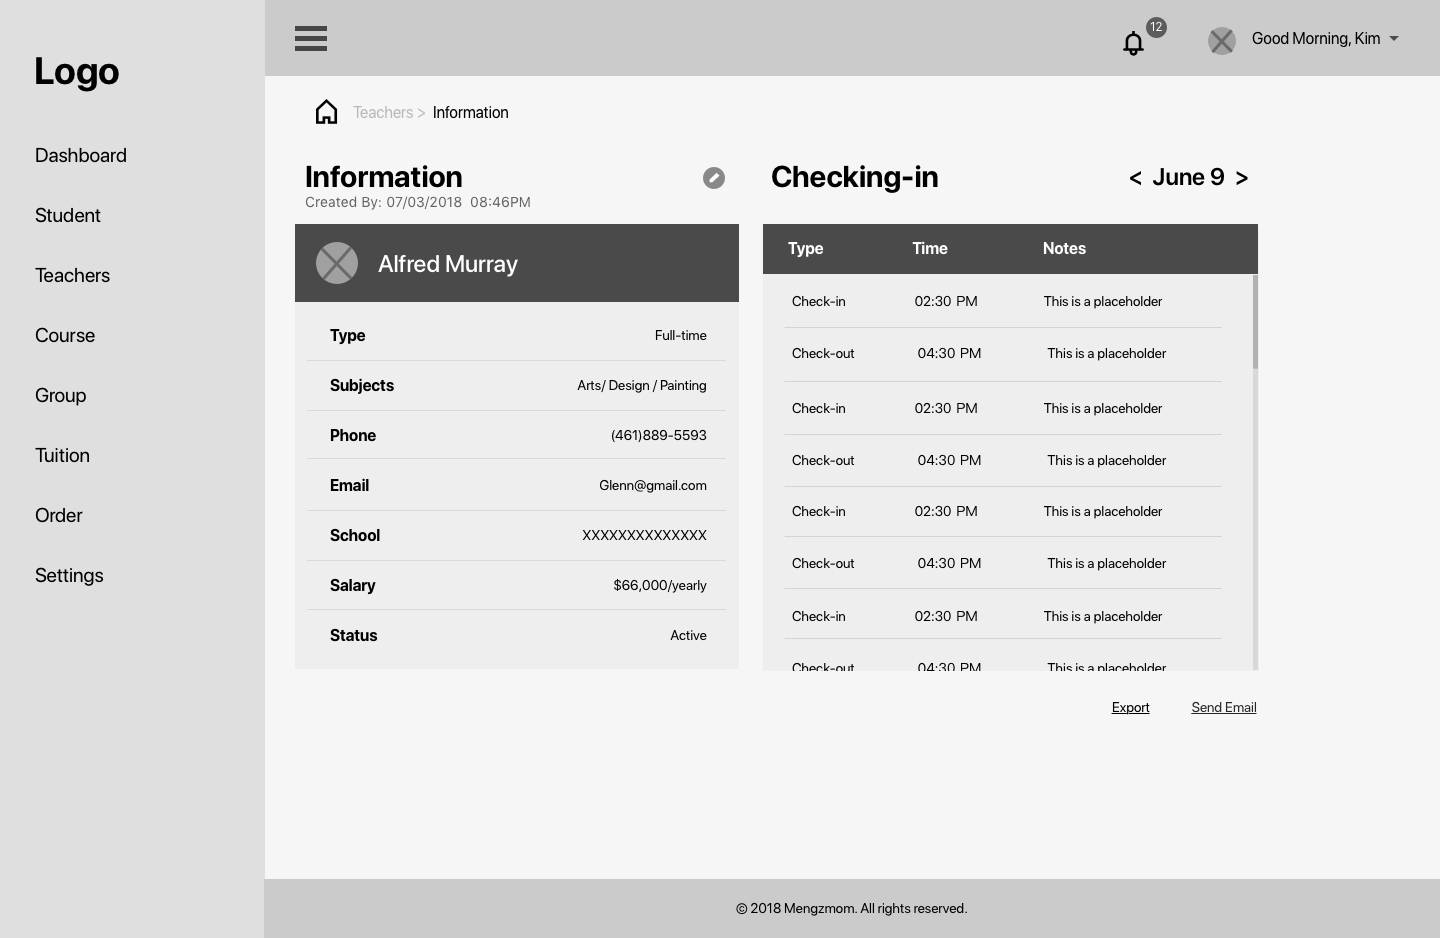 Logo
Dashboard
Student
Teachers
Course
Group
Tuition
Order
Settings
12
Good Morning, Kim
Teachers > Information
Information
Created By: 07/03/2018 08:46PM
Alfred Murray
Type Full-time
Subjects Arts/ Design / Painting
Phone (461)889-5593
Email Glenn@gmail.com
School XXXXXXXXXXXXXX
Salary $66,000/yearly
Status Active
Checking-in < June 9 >
Type Time Notes
Check-in 02:30 PM This is a placeholder
Check-out 04:30 PM This is a placeholder
Check-in 02:30 PM This is a placeholder
Check-out 04:30 PM This is a placeholder
Check-in 02:30 PM This is a placeholder
Check-out 04:30 PM This is a placeholder
Check-in 02:30 PM This is a placeholder
Check-out 04:30 PM This is a placeholder
Export Send Email
© 2018 Mengzmom. All rights reserved.